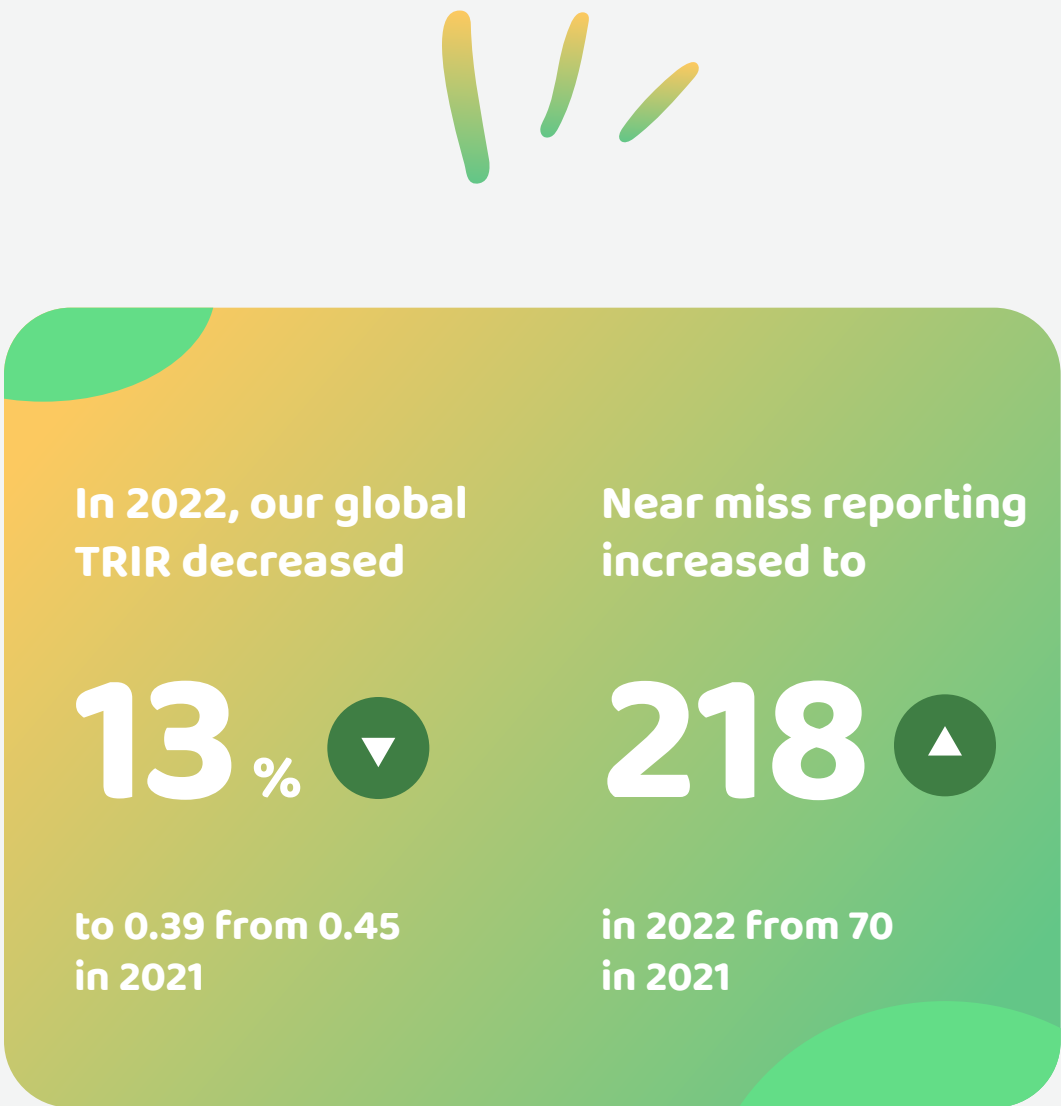 In 2022, our global
TRIR decreased
13 %
to 0.39 from 0.45
in 2021
Near miss reporting
increased to
218
in 2022 from 70
in 2021